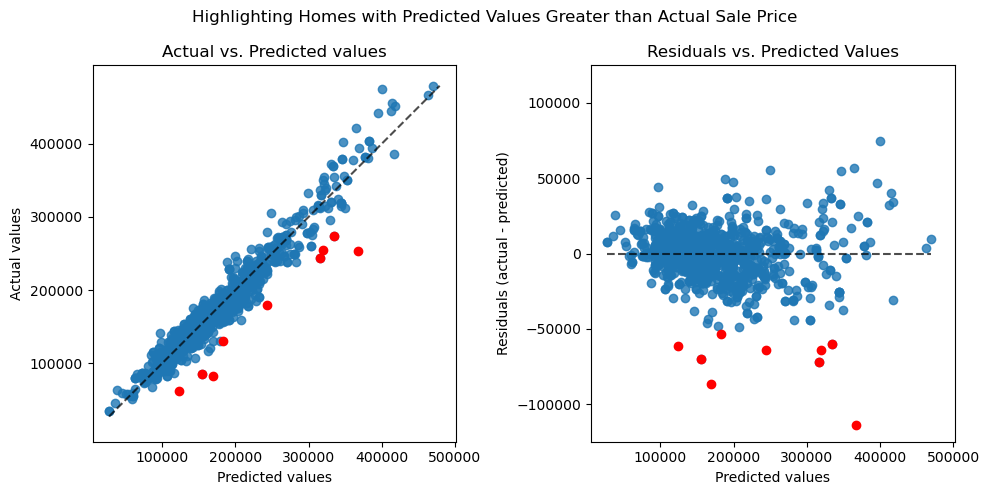 Highlighting Homes with Predicted Values Greater than Actual Sale Price
Actual vs. Predicted values
Actual values
400000
300000
200000
100000
100000 200000 300000 400000 500000
Predicted values
Residuals vs. Predicted Values
Residuals (actual - predicted)
100000
50000
0
−50000
−100000
100000 200000 300000 400000 500000
Predicted values